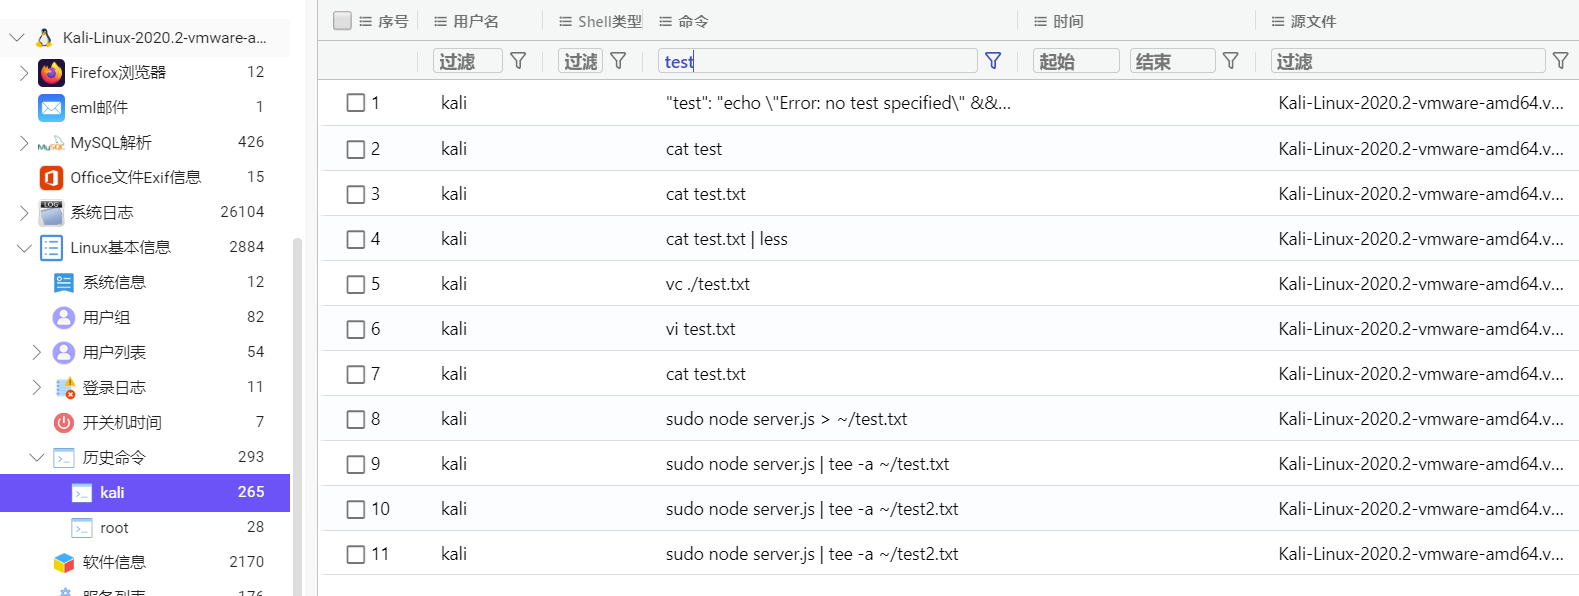 Kali-Linux-2020.2-vmware-a...
Firefox浏览器 12
eml邮件 1
MySQL解析 426
Office文件Exif信息 15
系统日志 26104
Linux基本信息 2884
系统信息 12
用户组 82
用户列表 54
登录日志 11
开关机时间 7
历史命令 293
kali 265
root 28
软件信息 2170
服务列表 176
序号 用户名 Shell类型 命令 时间 源文件
过滤 过滤 test 起始 结束 过滤
1 kali "test": "echo \"Error: no test specified\" &&... Kali-Linux-2020.2-vmware-amd64.v...
2 kali cat test Kali-Linux-2020.2-vmware-amd64.v...
3 kali cat test.txt Kali-Linux-2020.2-vmware-amd64.v...
4 kali cat test.txt | less Kali-Linux-2020.2-vmware-amd64.v...
5 kali vc ./test.txt Kali-Linux-2020.2-vmware-amd64.v...
6 kali vi test.txt Kali-Linux-2020.2-vmware-amd64.v...
7 kali cat test.txt Kali-Linux-2020.2-vmware-amd64.v...
8 kali sudo node server.js > ~/test.txt Kali-Linux-2020.2-vmware-amd64.v...
9 kali sudo node server.js | tee -a ~/test.txt Kali-Linux-2020.2-vmware-amd64.v...
10 kali sudo node server.js | tee -a ~/test2.txt Kali-Linux-2020.2-vmware-amd64.v...
11 kali sudo node server.js | tee -a ~/test2.txt Kali-Linux-2020.2-vmware-amd64.v...